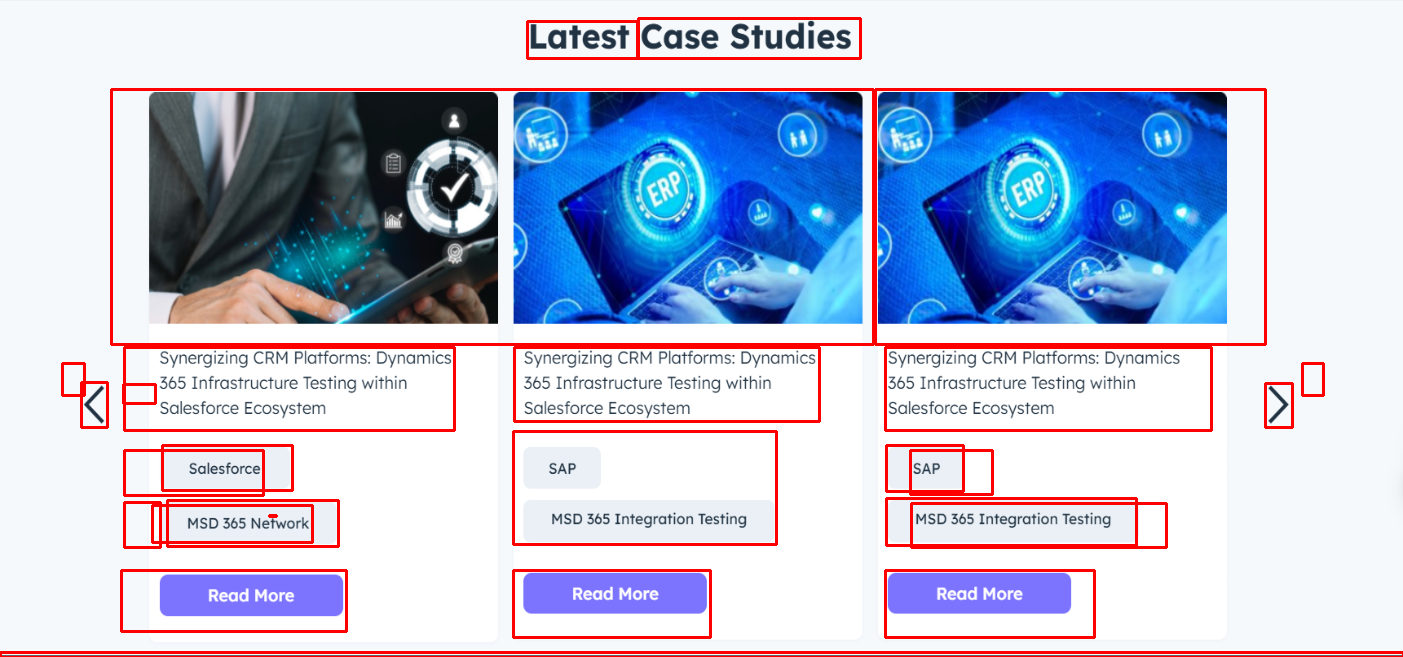 Latest Case Studies
ERP
ERP
Synergizing CRM Platforms: Dynamics
365 Infrastructure Testing within
Salesforce Ecosystem
Salesforce
MSD 365 Network
Read More
Synergizing CRM Platforms: Dynamics
365 Infrastructure Testing within
Salesforce Ecosystem
SAP
MSD 365 Integration Testing
Read More
Synergizing CRM Platforms: Dynamics
365 Infrastructure Testing within
Salesforce Ecosystem
SAP
MSD 365 Integration Testing
Read More